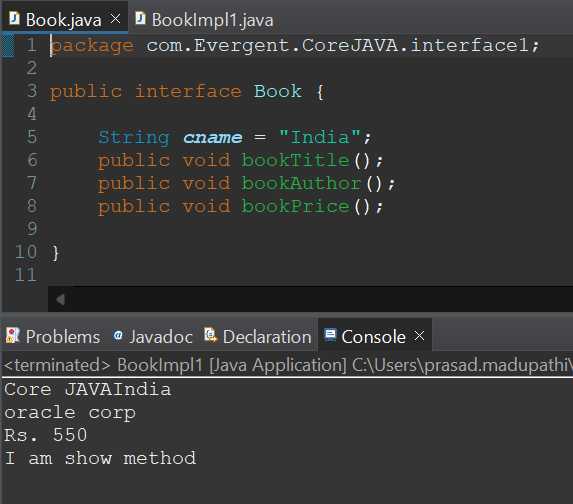 Book.java × BookImpl1.java
1 package com.Evergent.CoreJAVA.interface1;
2
3 public interface Book {
4
5 String cname = "India";
6 public void bookTitle();
7 public void bookAuthor();
8 public void bookPrice();
9
10 }
11
Problems @ Javadoc Declaration Console ×
<terminated> BookImpl1 [Java Application] C:\Users\prasad.madupathi\
Core JAVAIndia
oracle corp
Rs. 550
I am show method